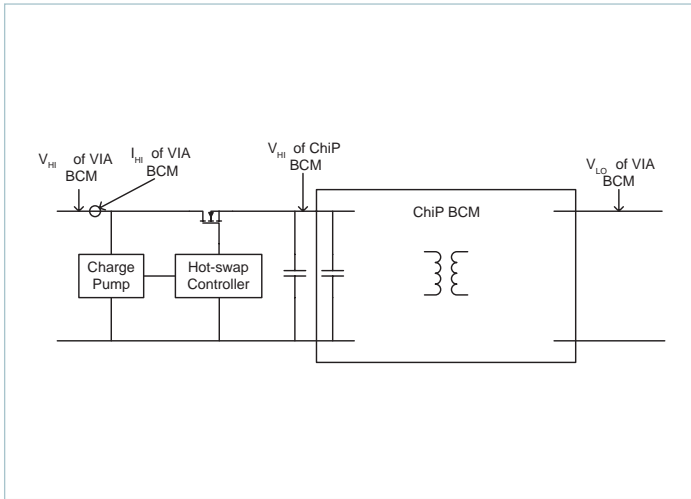 V_HI of VIA
BCM
I_HI of VIA
BCM
V_HI of ChiP
BCM
V_LO of VIA
BCM
ChiP BCM
Charge
Pump
Hot-swap
Controller